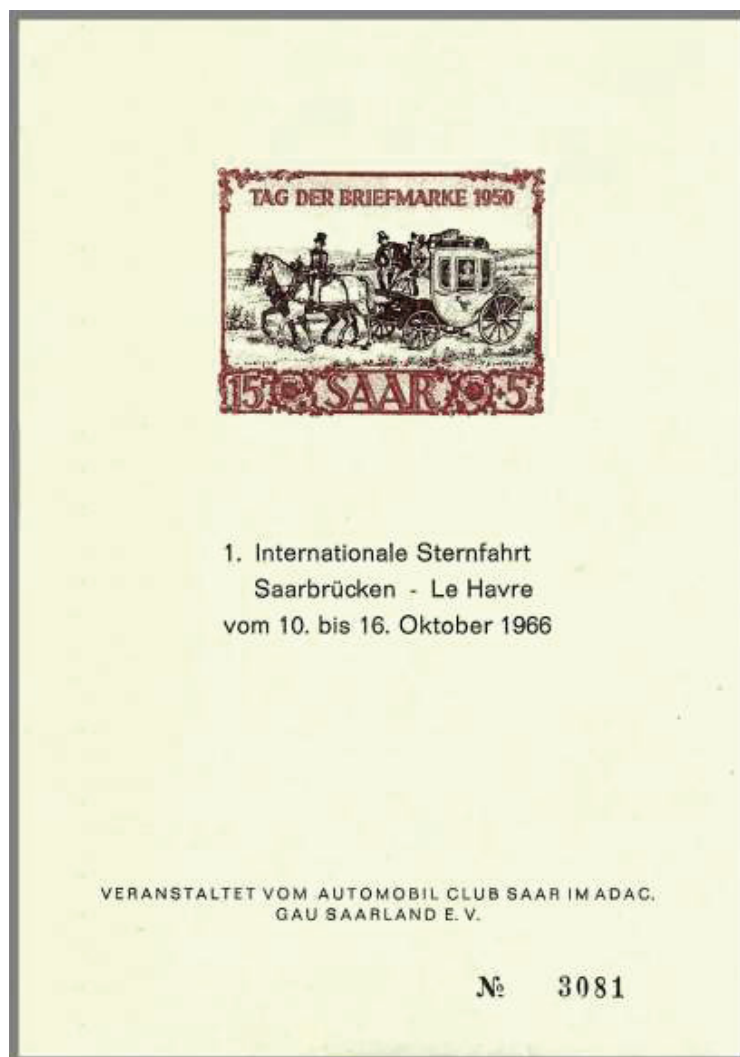 TAG DER BRIEFMARKE 1950
15 SAAR +5
1. Internationale Sternfahrt
Saarbrücken - Le Havre
vom 10. bis 16. Oktober 1966
VERANSTALTET VOM AUTOMOBIL CLUB SAAR IM ADAC.
GAU SAARLAND E. V.
№ 3081